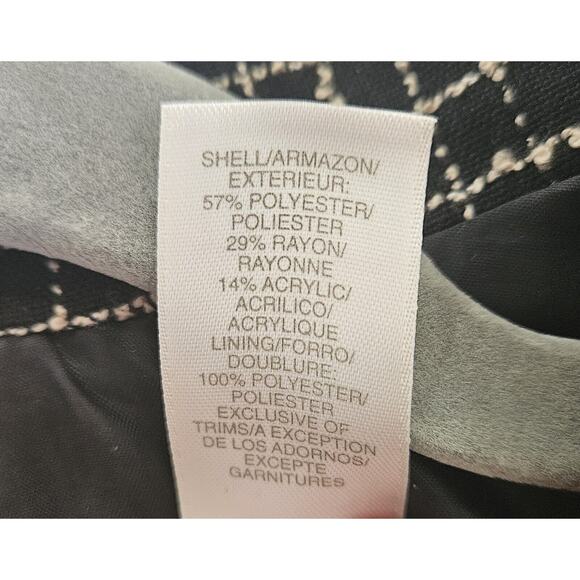 SHELL/ARMAZON/
EXTERIEUR:
57% POLYESTER/
POLIESTER
29% RAYON/
RAYONNE
14% ACRYLIC/
ACRILICO/
ACRYLIQUE
LINING/FORRO/
DOUBLURE:
100% POLYESTER/
POLIESTER
EXCLUSIVE OF
TRIMS/A EXCEPTION
DE LOS ADORNOS/
EXCEPTE
GARNITURES